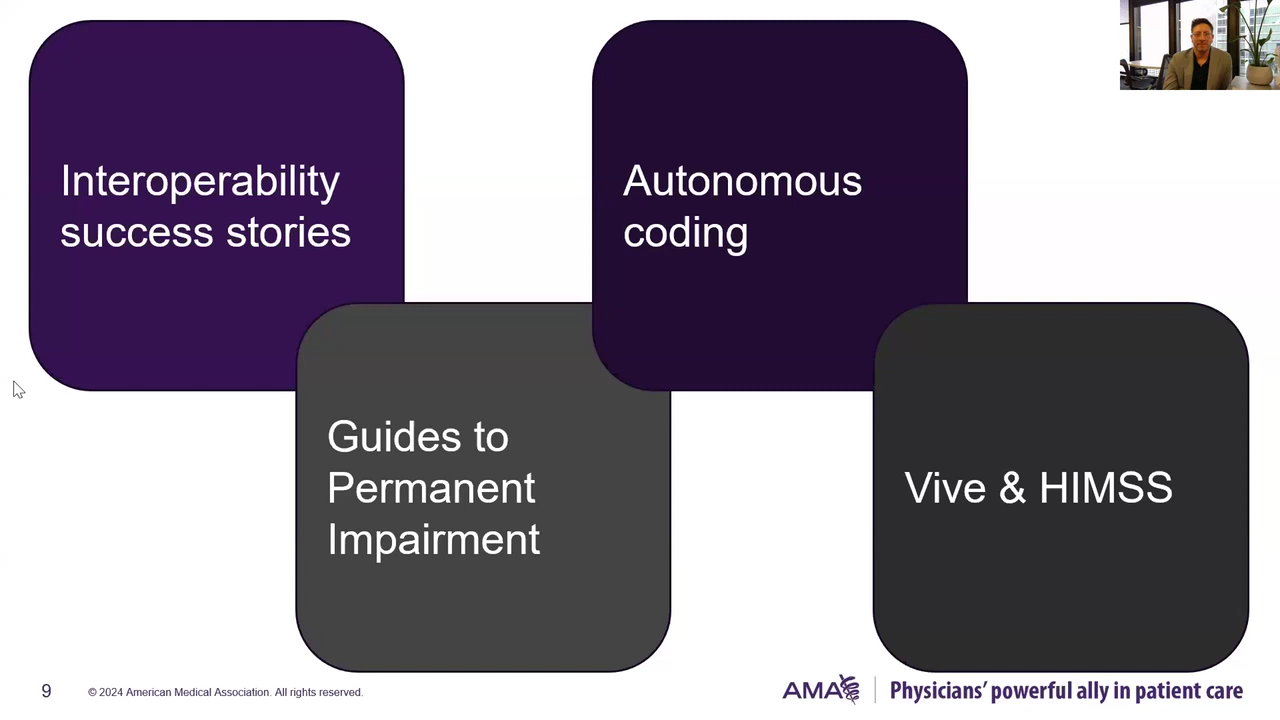 Interoperability
success stories
Autonomous
coding
Guides to
Permanent
Impairment
Vive & HIMSS
9
© 2024 American Medical Association. All rights reserved.
AMA
Physicians’ powerful ally in patient care